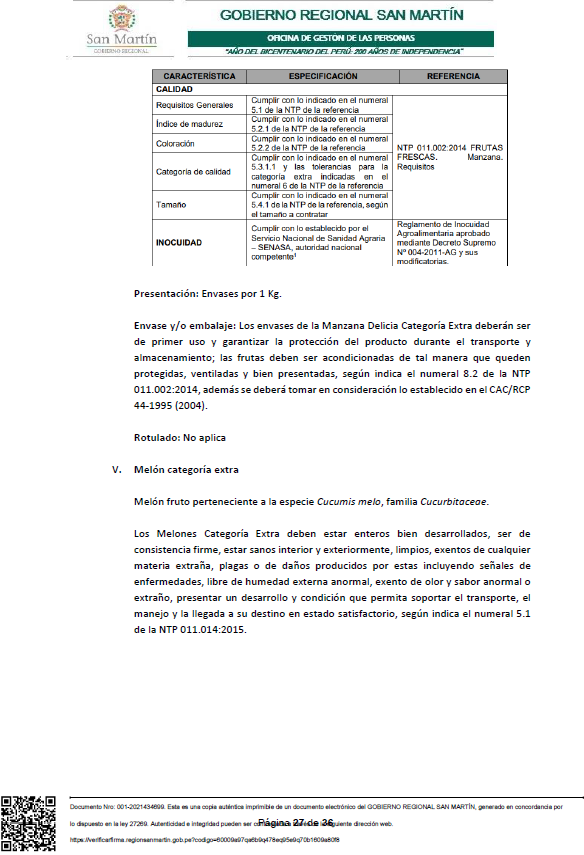 San Martín
GOBIERNO REGIONAL
GOBIERNO REGIONAL SAN MARTÍN
OFICINA DE GESTIÓN DE LAS PERSONAS
"AÑO DEL BICENTENARIO DEL PERÚ: 200 AÑOS DE INDEPENDENCIA"
CARACTERÍSTICA ESPECIFICACIÓN REFERENCIA
CALIDAD
Requisitos Generales
Cumplir con lo indicado en el numeral
5.1 de la NTP de la referencia
Índice de madurez
Cumplir con lo indicado en el numeral
5.2.1 de la NTP de la referencia
Coloración
Cumplir con lo indicado en el numeral
5.2.2 de la NTP de la referencia
Categoría de calidad
Cumplir con lo indicado en el numeral
5.3.1.1 y las tolerancias para la
categoría extra indicadas en el
numeral 6 de la NTP de la referencia
Tamaño
Cumplir con lo indicado en el numeral
5.4.1 de la NTP de la referencia, según
el tamaño a contratar
NTP 011.002:2014 FRUTAS
FRESCAS. Manzana.
Requisitos
INOCUIDAD
Cumplir con lo establecido por el
Servicio Nacional de Sanidad Agraria
– SENASA, autoridad nacional
competente¹
Reglamento de Inocuidad
Agroalimentaria aprobado
mediante Decreto Supremo
Nº 004-2011-AG y sus
modificatorias.
Presentación: Envases por 1 Kg.
Envase y/o embalaje: Los envases de la Manzana Delicia Categoría Extra deberán ser
de primer uso y garantizar la protección del producto durante el transporte y
almacenamiento; las frutas deben ser acondicionadas de tal manera que queden
protegidas, ventiladas y bien presentadas, según indica el numeral 8.2 de la NTP
011.002:2014, además se deberá tomar en consideración lo establecido en el CAC/RCP
44-1995 (2004).
Rotulado: No aplica
V. Melón categoría extra
Melón fruto perteneciente a la especie Cucumis melo, familia Cucurbitaceae.
Los Melones Categoría Extra deben estar enteros bien desarrollados, ser de
consistencia firme, estar sanos interior y exteriormente, limpios, exentos de cualquier
materia extraña, plagas o de daños producidos por estas incluyendo señales de
enfermedades, libre de humedad externa anormal, exento de olor y sabor anormal o
extraño, presentar un desarrollo y condición que permita soportar el transporte, el
manejo y la llegada a su destino en estado satisfactorio, según indica el numeral 5.1
de la NTP 011.014:2015.
Documento Nro: 001-2021434699. Esta es una copia auténtica imprimible de un documento electrónico del GOBIERNO REGIONAL SAN MARTÍN, generado en concordancia por
lo dispuesto en la ley 27269. Autenticidad e integridad pueden ser siguiente dirección web.
Página 27 de 36
https://verificarfirma.regionsanmartin.gob.pe?codigo=60009a97qa6b9q478eq95e9q70b1609a80f8